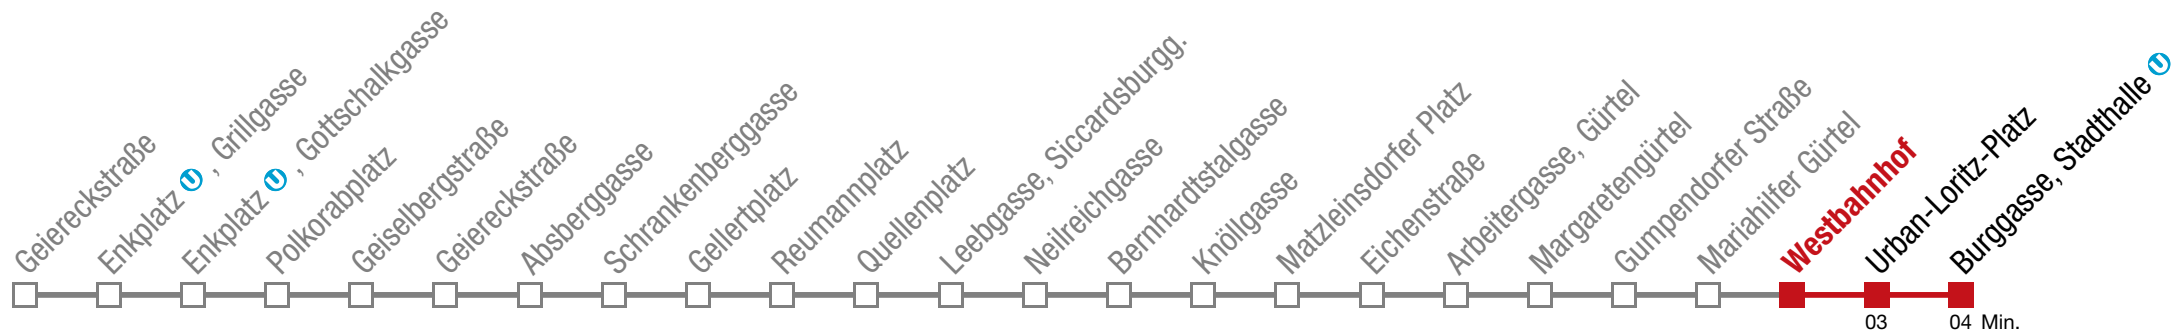 Geiereckstraße
Enkplatz U, Grillgasse
Enkplatz U, Gottschalkgasse
Polkorabplatz
Geiselbergstraße
Geiereckstraße
Absberggasse
Schrankenberggasse
Gellertplatz
Reumannplatz
Quellenplatz
Leebgasse, Siccardsburgg.
Neilreichgasse
Bernhardtstalgasse
Knöllgasse
Matzleinsdorfer Platz
Eichenstraße
Arbeitergasse, Gürtel
Margaretengürtel
Gumpendorfer Straße
Mariahilfer Gürtel
Westbahnhof
Urban-Loritz-Platz
Burggasse, Stadthalle U
03 04 Min.